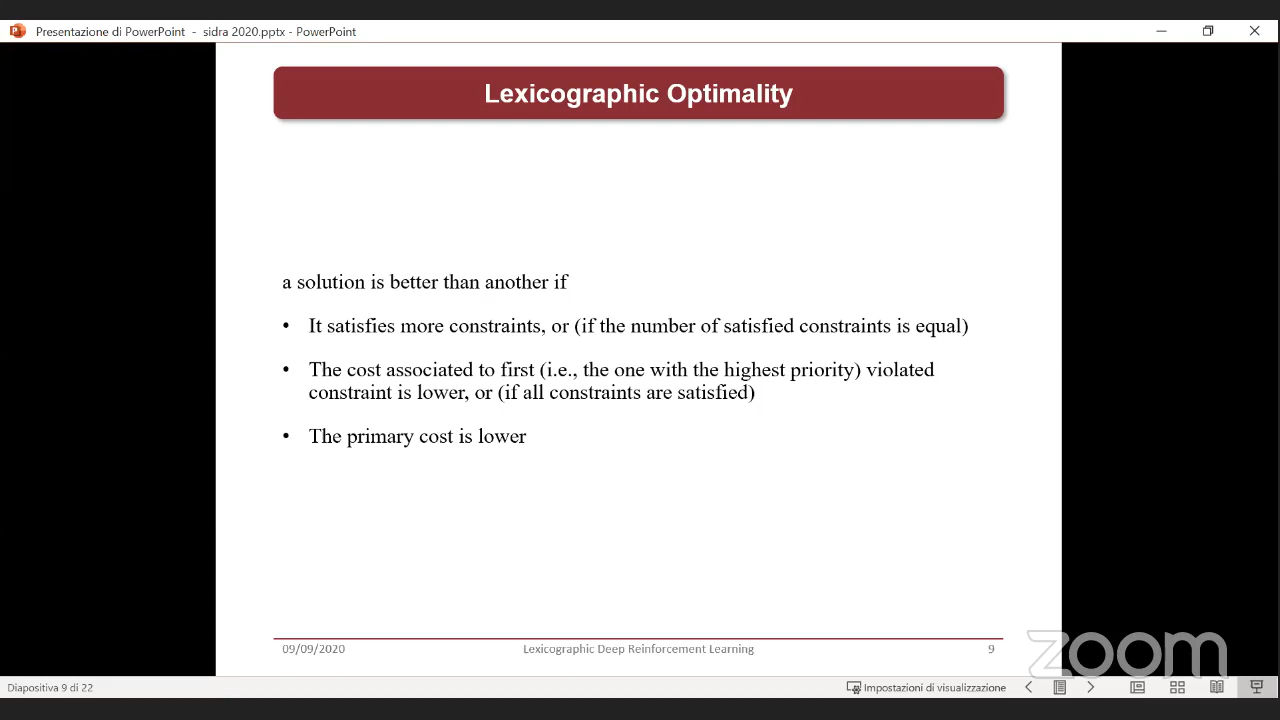 Presentazione di PowerPoint - sidra 2020.pptx - PowerPoint
Lexicographic Optimality
a solution is better than another if
• It satisfies more constraints, or (if the number of satisfied constraints is equal)
• The cost associated to first (i.e., the one with the highest priority) violated
constraint is lower, or (if all constraints are satisfied)
• The primary cost is lower
09/09/2020 Lexicographic Deep Reinforcement Learning 9
zoom
Diapositiva 9 di 22 Impostazioni di visualizzazione